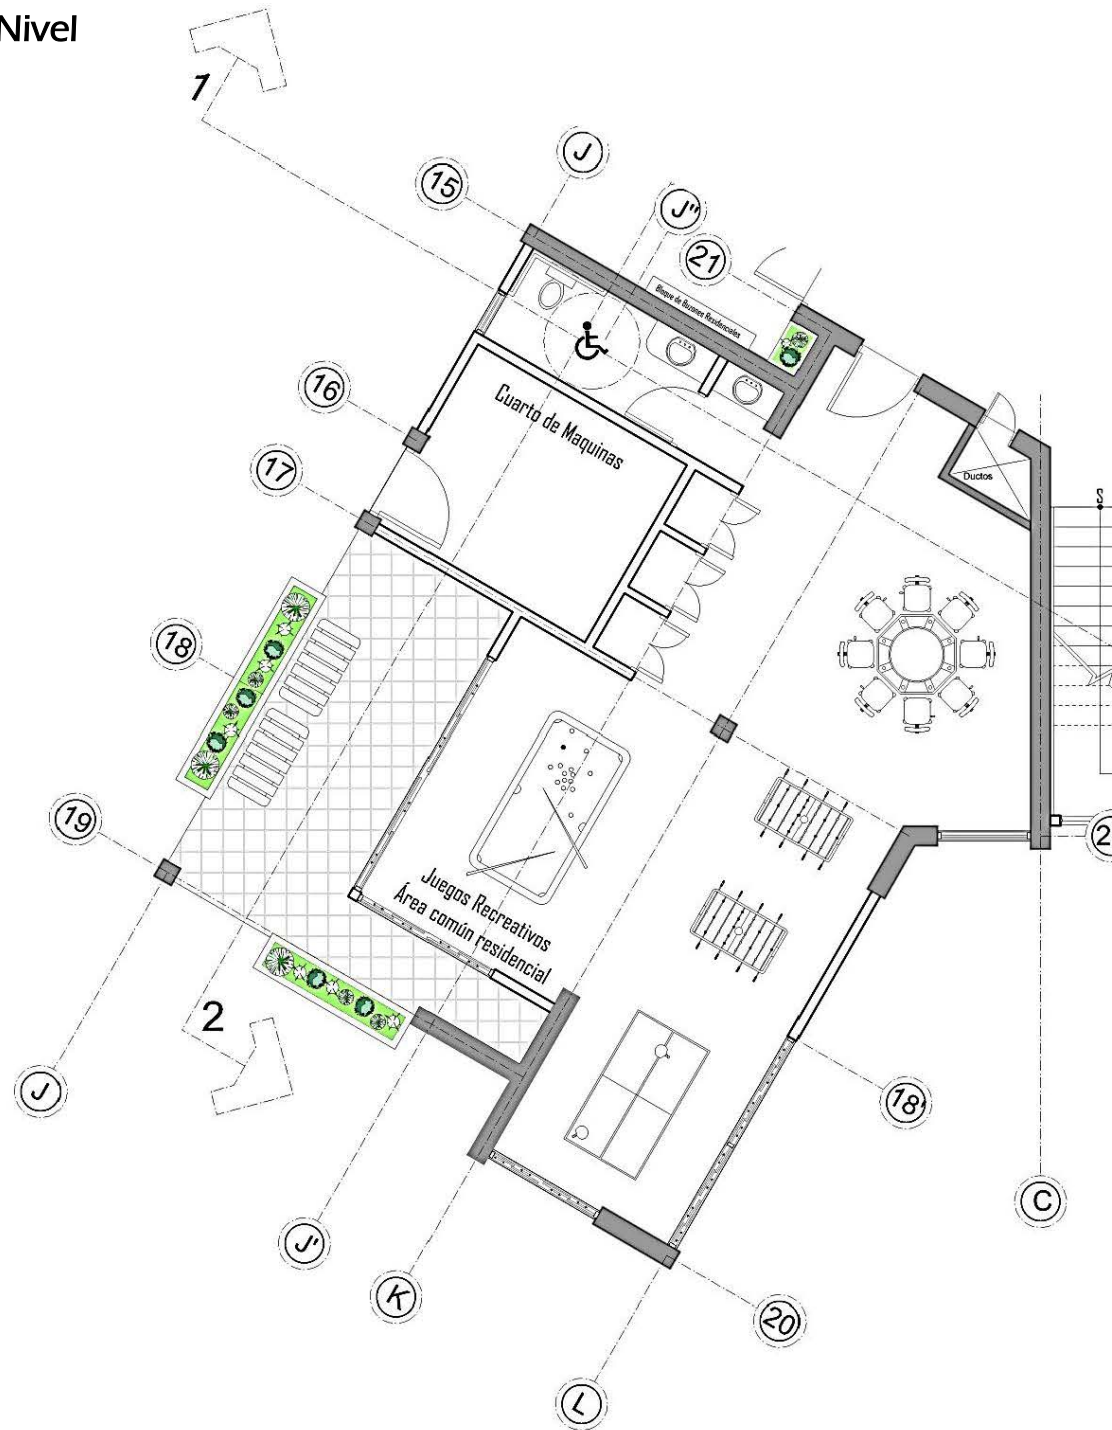 Nivel
1
J
15
J"
21
Bloque de Buzones Residenciales
16
Cuarto de Maquinas
17
Ductos
S
18
19
2
Juegos Recreativos
Área común residencial
2
J
18'
C
J'
K
20
L